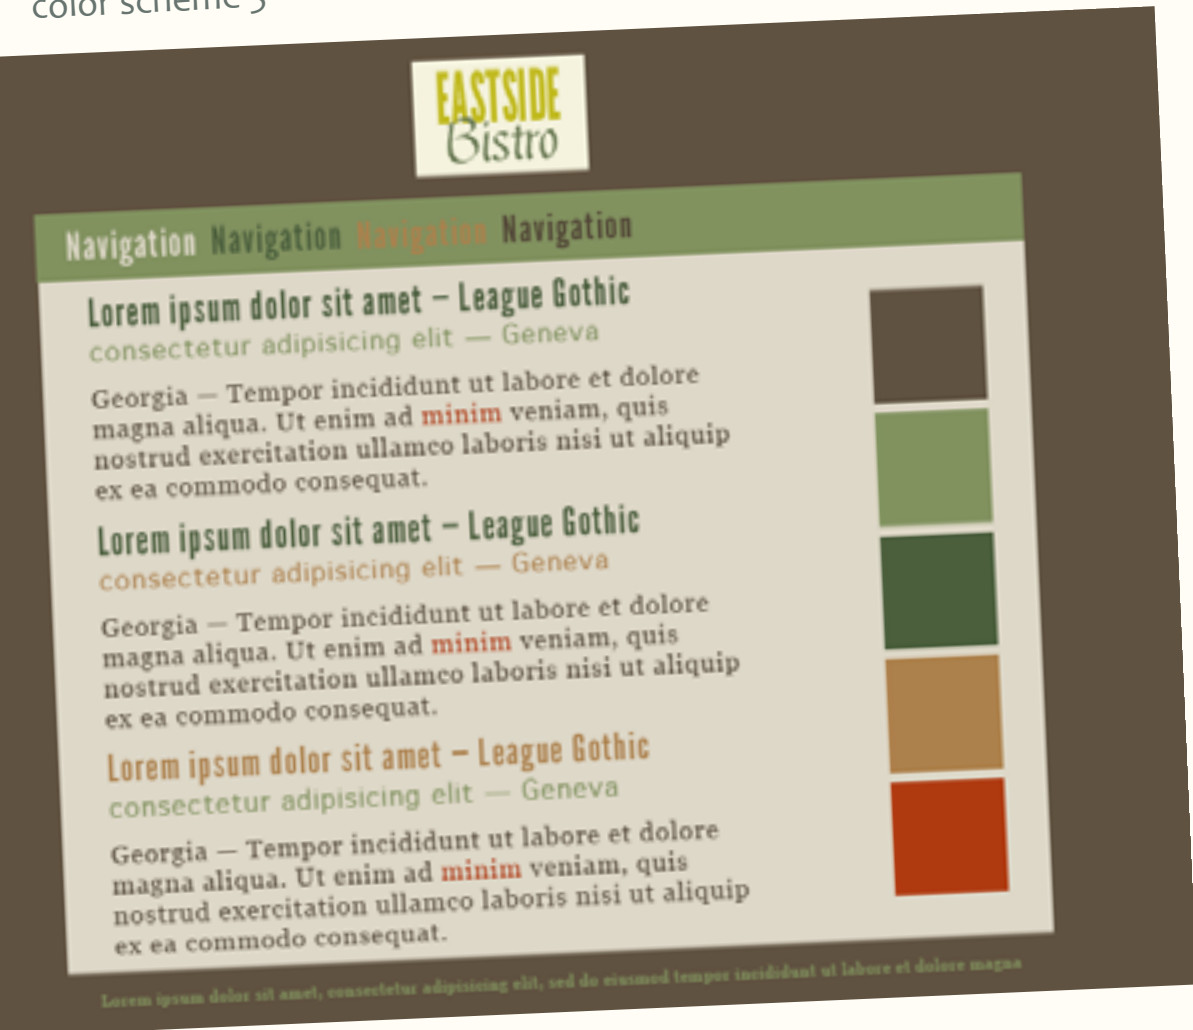 color scheme 3
EASTSIDE
Bistro
Navigation Navigation Navigation Navigation
Lorem ipsum dolor sit amet – League Gothic
consectetur adipisicing elit — Geneva
Georgia — Tempor incididunt ut labore et dolore
magna aliqua. Ut enim ad minim veniam, quis
nostrud exercitation ullamco laboris nisi ut aliquip
ex ea commodo consequat.
Lorem ipsum dolor sit amet – League Gothic
consectetur adipisicing elit — Geneva
Georgia — Tempor incididunt ut labore et dolore
magna aliqua. Ut enim ad minim veniam, quis
nostrud exercitation ullamco laboris nisi ut aliquip
ex ea commodo consequat.
Lorem ipsum dolor sit amet – League Gothic
consectetur adipisicing elit — Geneva
Georgia — Tempor incididunt ut labore et dolore
magna aliqua. Ut enim ad minim veniam, quis
nostrud exercitation ullamco laboris nisi ut aliquip
ex ea commodo consequat.
Lorem ipsum dolor sit amet, consectetur adipisicing elit, sed do eiusmod tempor incididunt ut labore et dolore magna